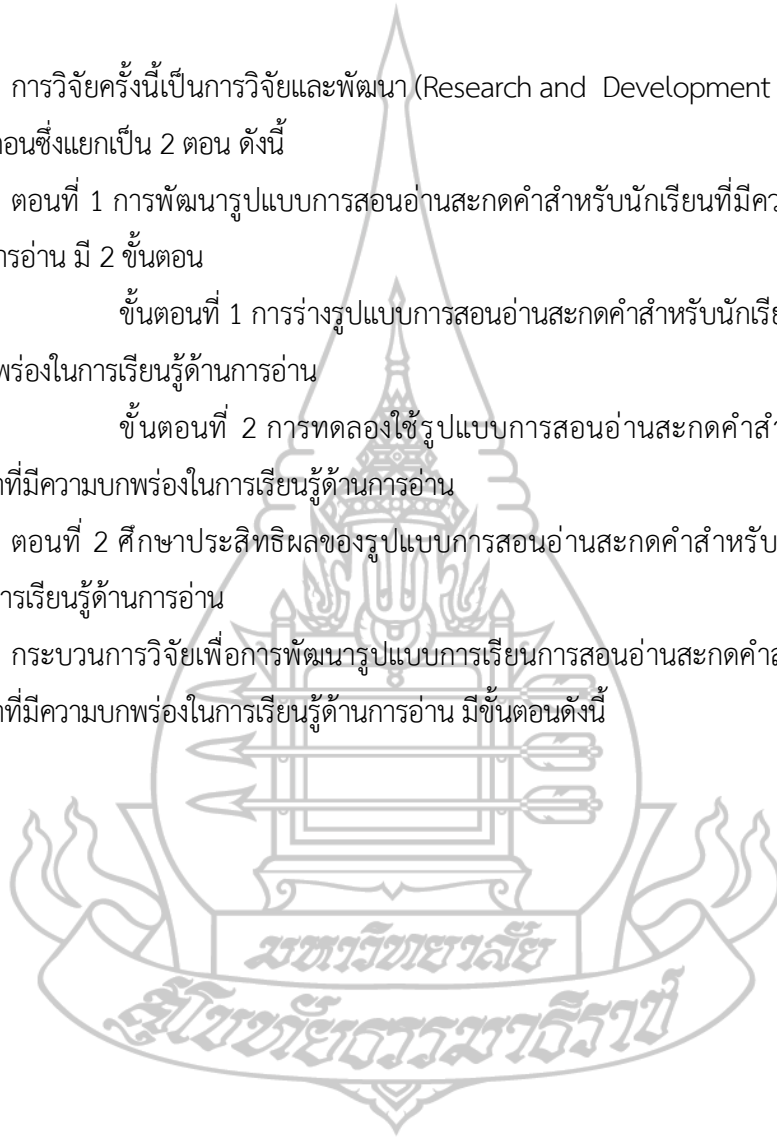 การวิจัยครั้งนี้เป็นการวิจัยและพัฒนา (Research and Development
อนซึ่งแยกเป็น 2 ตอน ดังนี้
ตอนที่ 1 การพัฒนารูปแบบการสอนอ่านสะกดคำสำหรับนักเรียนที่มีคว
ารอ่าน มี 2 ขั้นตอน
ขั้นตอนที่ 1 การร่างรูปแบบการสอนอ่านสะกดคำสำหรับนักเรีย
พร่องในการเรียนรู้ด้านการอ่าน
ขั้นตอนที่ 2 การทดลองใช้รูปแบบการสอนอ่านสะกดคำสำ
าที่มีความบกพร่องในการเรียนรู้ด้านการอ่าน
ตอนที่ 2 ศึกษาประสิทธิผลของรูปแบบการสอนอ่านสะกดคำสำหรับ
ารเรียนรู้ด้านการอ่าน
กระบวนการวิจัยเพื่อการพัฒนารูปแบบการเรียนการสอนอ่านสะกดคำส
าที่มีความบกพร่องในการเรียนรู้ด้านการอ่าน มีขั้นตอนดังนี้
มหาวิทยาลัย
สุโขทัยธรรมาธิราช